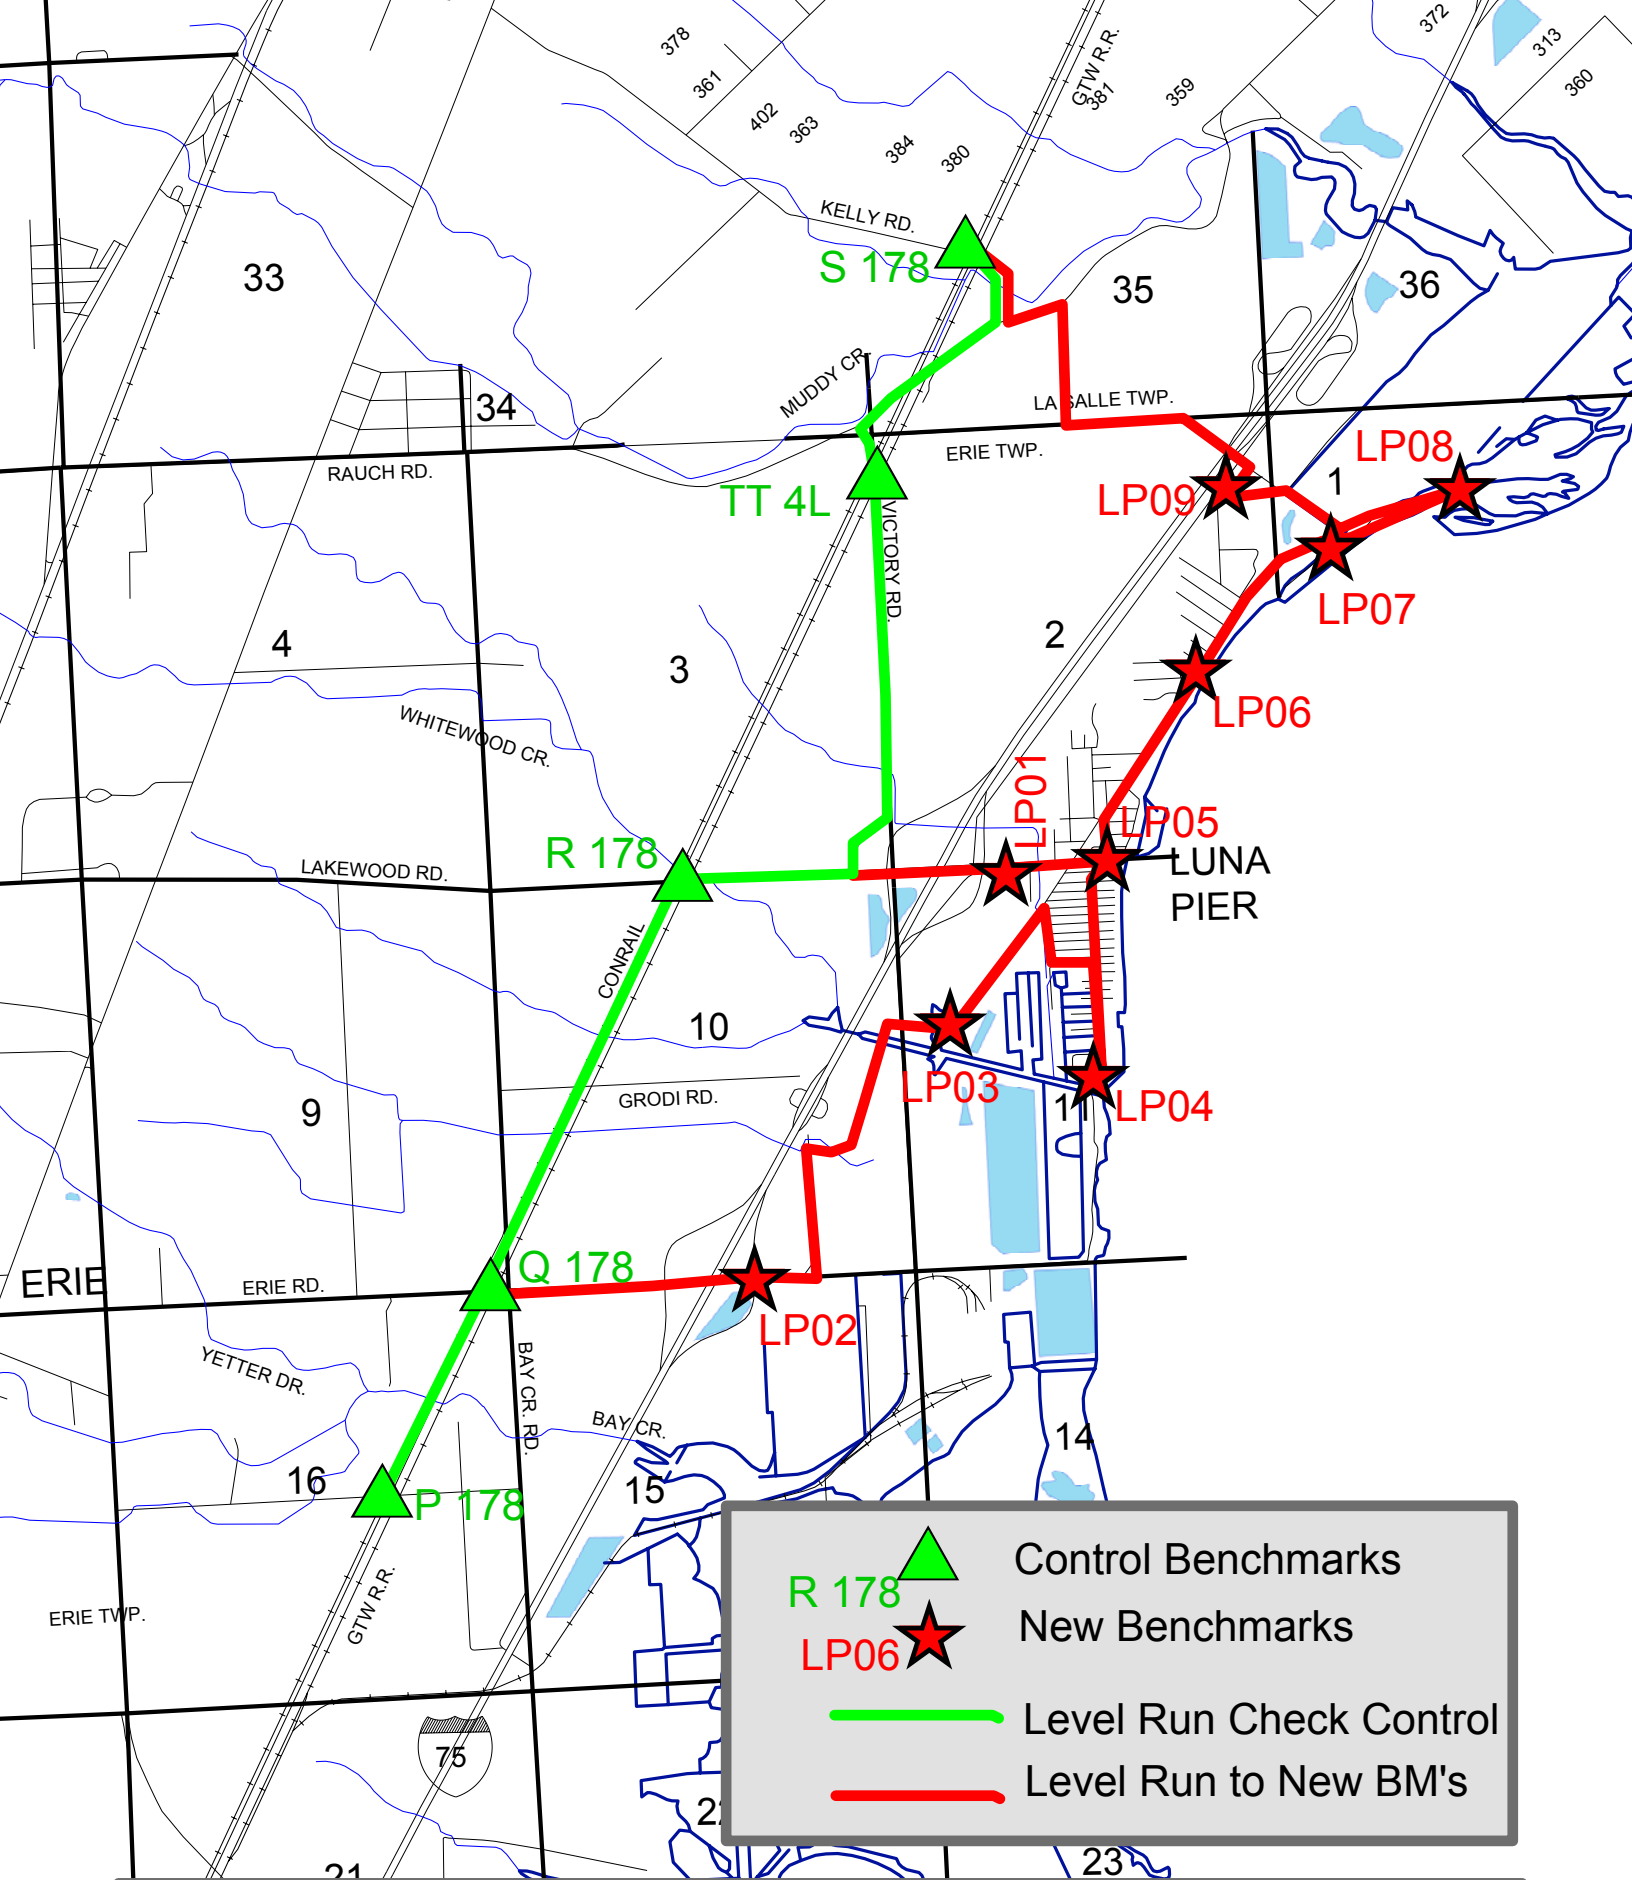 372
378
313
GTW R.R.
360
361
381
359
402
363
384
380
KELLY RD.
S 178
33
35
36
MUDDY CR.
34
LA SALLE TWP.
ERIE TWP.
LP08
RAUCH RD.
1
TT 4L
LP09
VICTORY RD.
LP07
4
3
2
LP06
WHITEWOOD CR.
LP01
LP05
R 178
LUNA
PIER
LAKEWOOD RD.
CONRAIL
10
LP03
GRODI RD.
9
11
LP04
Q 178
ERIE
ERIE RD.
LP02
YETTER DR.
BAY CR. RD.
BAY CR.
14
16
P 178
15
Control Benchmarks
R 178
New Benchmarks
LP06
ERIE TWP.
GTW R.R.
Level Run Check Control
75
Level Run to New BM's
22
21
23